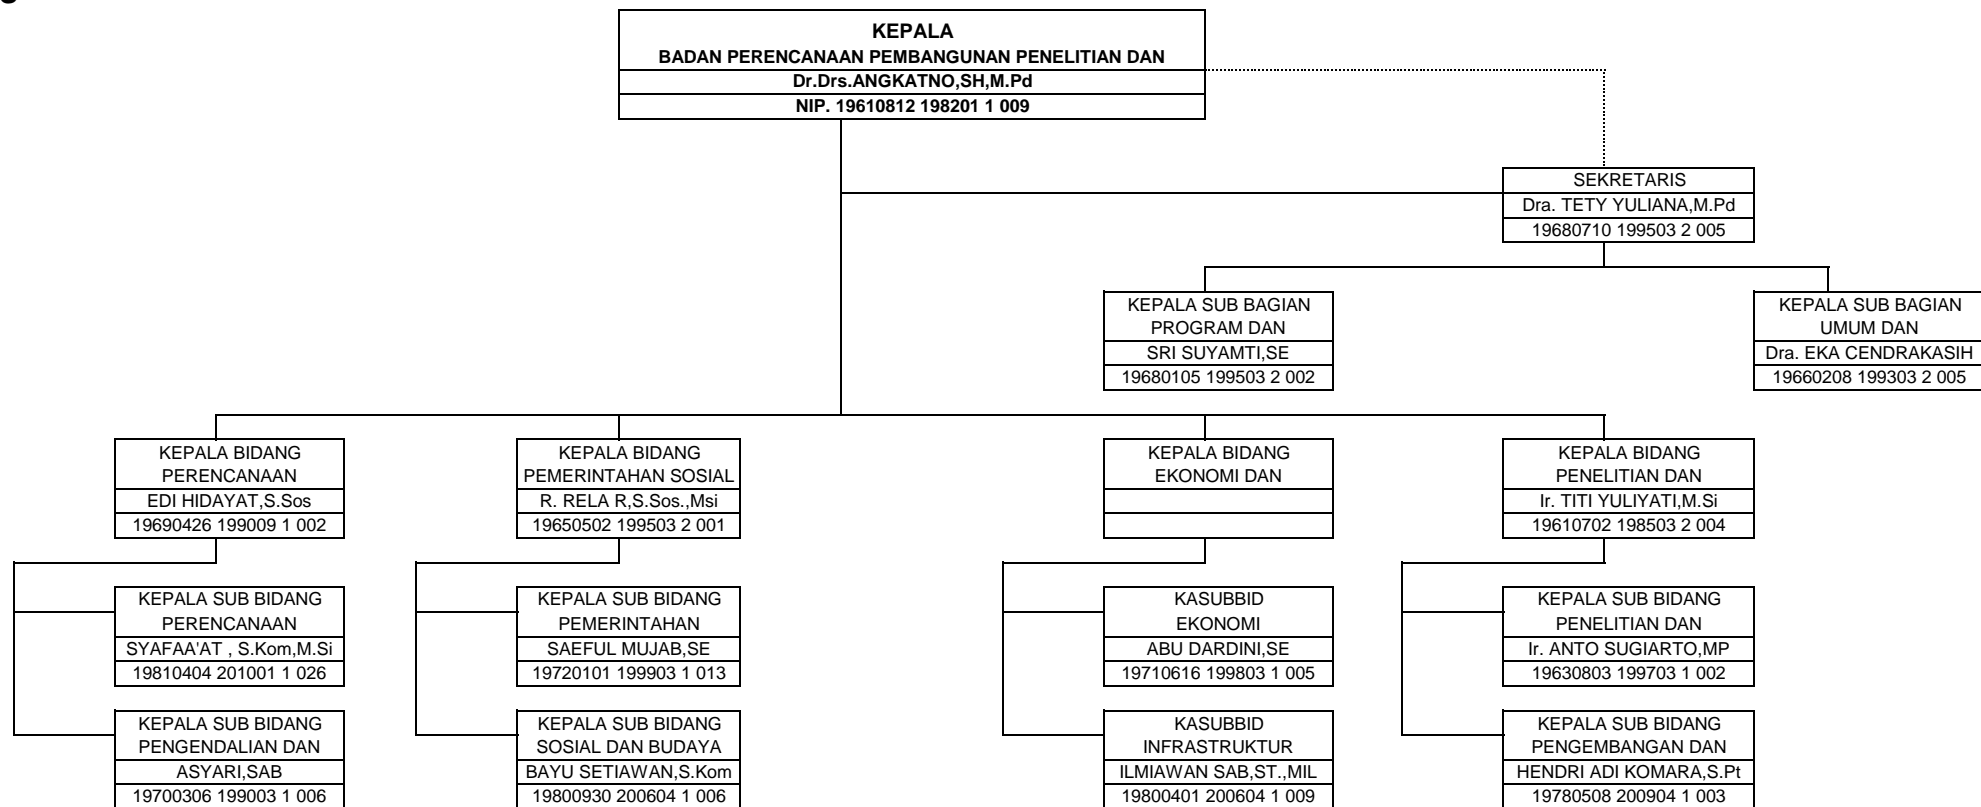 KEPALA
BADAN PERENCANAAN PEMBANGUNAN PENELITIAN DAN
Dr.Drs.ANGKATNO,SH,M.Pd
NIP. 19610812 198201 1 009
SEKRETARIS
Dra. TETY YULIANA,M.Pd
19680710 199503 2 005
KEPALA SUB BAGIAN
PROGRAM DAN
SRI SUYAMTI,SE
19680105 199503 2 002
KEPALA SUB BAGIAN
UMUM DAN
Dra. EKA CENDRAKASIH
19660208 199303 2 005
KEPALA BIDANG
PERENCANAAN
EDI HIDAYAT,S.Sos
19690426 199009 1 002
KEPALA BIDANG
PEMERINTAHAN SOSIAL
R. RELA R,S.Sos.,Msi
19650502 199503 2 001
KEPALA BIDANG
EKONOMI DAN
KEPALA BIDANG
PENELITIAN DAN
Ir. TITI YULIYATI,M.Si
19610702 198503 2 004
KEPALA SUB BIDANG
PERENCANAAN
SYAFAA'AT , S.Kom,M.Si
19810404 201001 1 026
KEPALA SUB BIDANG
PEMERINTAHAN
SAEFUL MUJAB,SE
19720101 199903 1 013
KASUBBID
EKONOMI
ABU DARDINI,SE
19710616 199803 1 005
KEPALA SUB BIDANG
PENELITIAN DAN
Ir. ANTO SUGIARTO,MP
19630803 199703 1 002
KEPALA SUB BIDANG
PENGENDALIAN DAN
ASYARI,SAB
19700306 199003 1 006
KEPALA SUB BIDANG
SOSIAL DAN BUDAYA
BAYU SETIAWAN,S.Kom
19800930 200604 1 006
KASUBBID
INFRASTRUKTUR
ILMIAWAN SAB,ST.,MIL
19800401 200604 1 009
KEPALA SUB BIDANG
PENGEMBANGAN DAN
HENDRI ADI KOMARA,S.Pt
19780508 200904 1 003